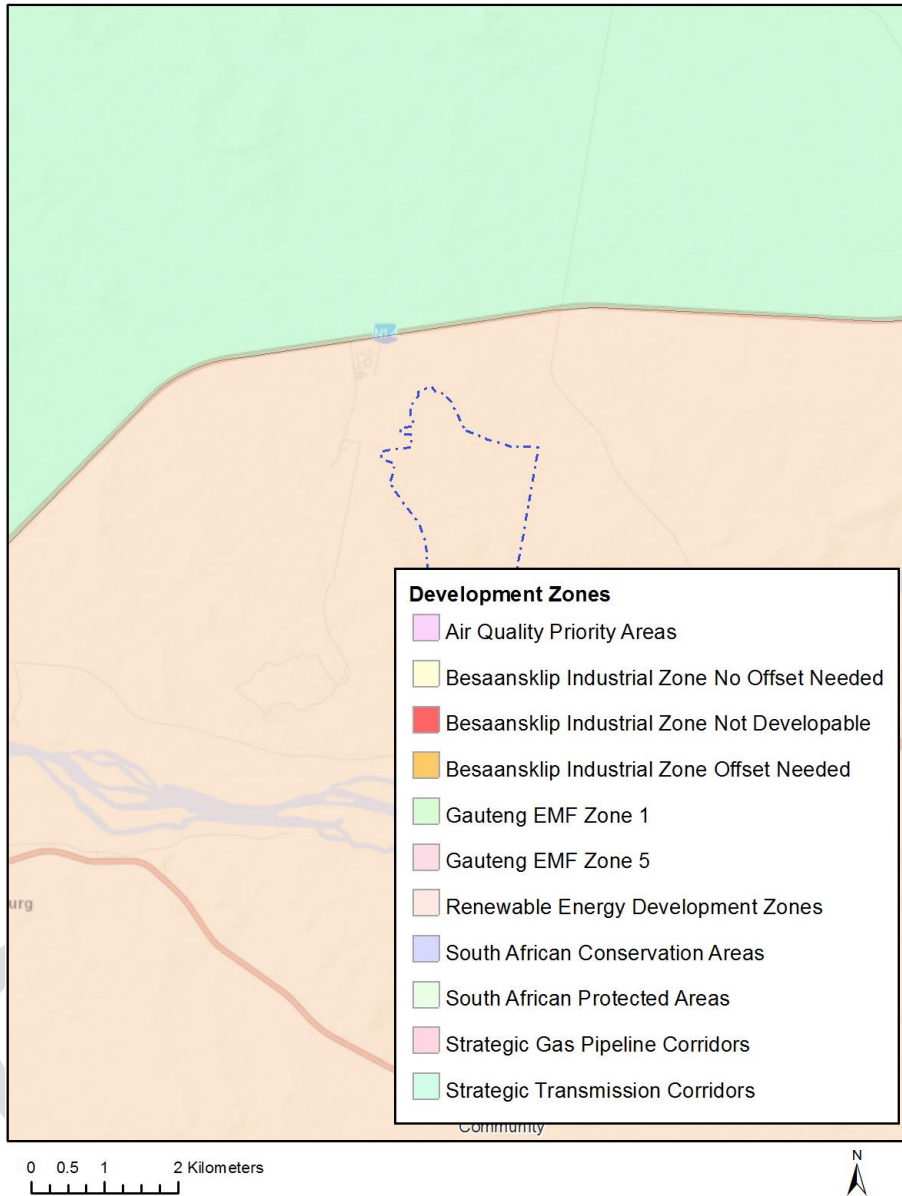 N14
urg
Development Zones
Air Quality Priority Areas
Besaansklip Industrial Zone No Offset Needed
Besaansklip Industrial Zone Not Developable
Besaansklip Industrial Zone Offset Needed
Gauteng EMF Zone 1
Gauteng EMF Zone 5
Renewable Energy Development Zones
South African Conservation Areas
South African Protected Areas
Strategic Gas Pipeline Corridors
Strategic Transmission Corridors
Community
0 0.5 1 2 Kilometers
N